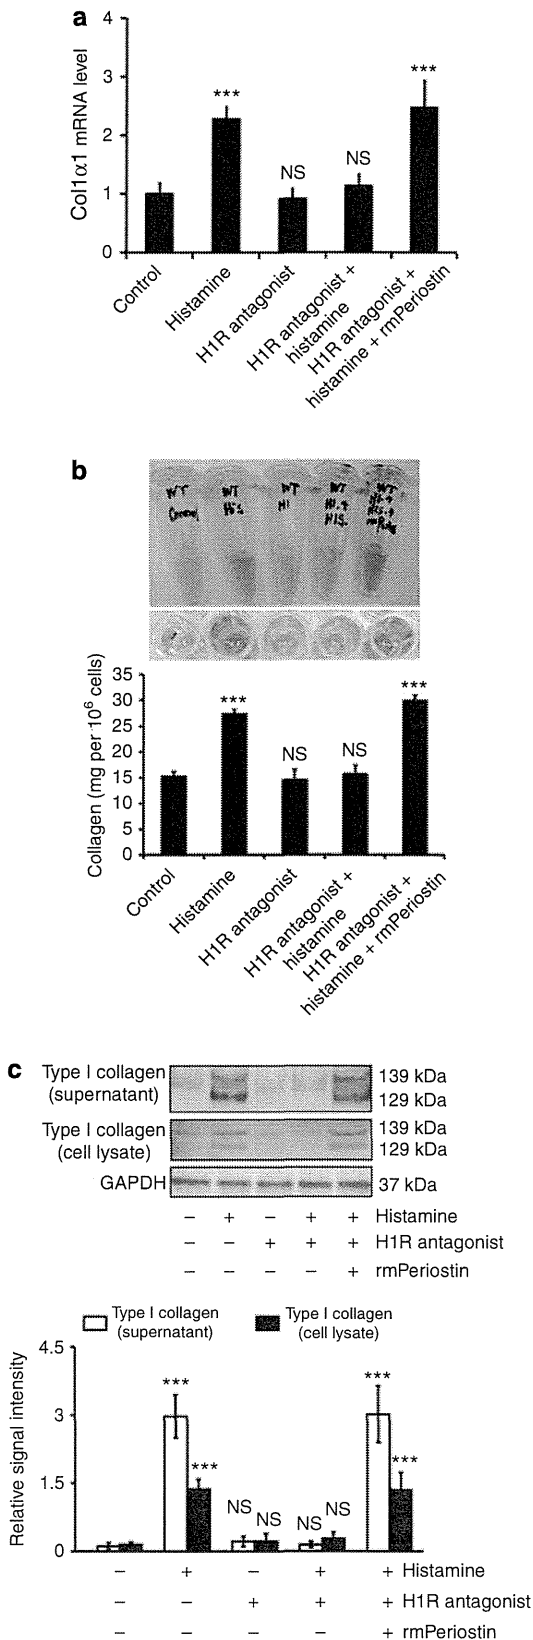 a
Col1α1 mRNA level
4
3
2
1
0
***
NS
NS
***
Control
Histamine
H1R antagonist
H1R antagonist +
histamine
H1R antagonist +
histamine + rmPeriostin
b
WT
WT
WT
WT
WT
H1
Collagen (mg per 10⁶ cells)
35
30
25
20
15
10
5
0
***
NS
NS
***
Control
Histamine
H1R antagonist
H1R antagonist +
histamine
H1R antagonist +
histamine + rmPeriostin
c
Type I collagen
(supernatant)
139 kDa
129 kDa
Type I collagen
(cell lysate)
139 kDa
129 kDa
GAPDH
37 kDa
– + – + + Histamine
– – + + + H1R antagonist
– – – – + rmPeriostin
Type I collagen
(supernatant)
Type I collagen
(cell lysate)
Relative signal intensity
4.5
3
1.5
0
***
***
NS
NS
NS
NS
***
***
– + – + + Histamine
– – + + + H1R antagonist
– – – – + rmPeriostin